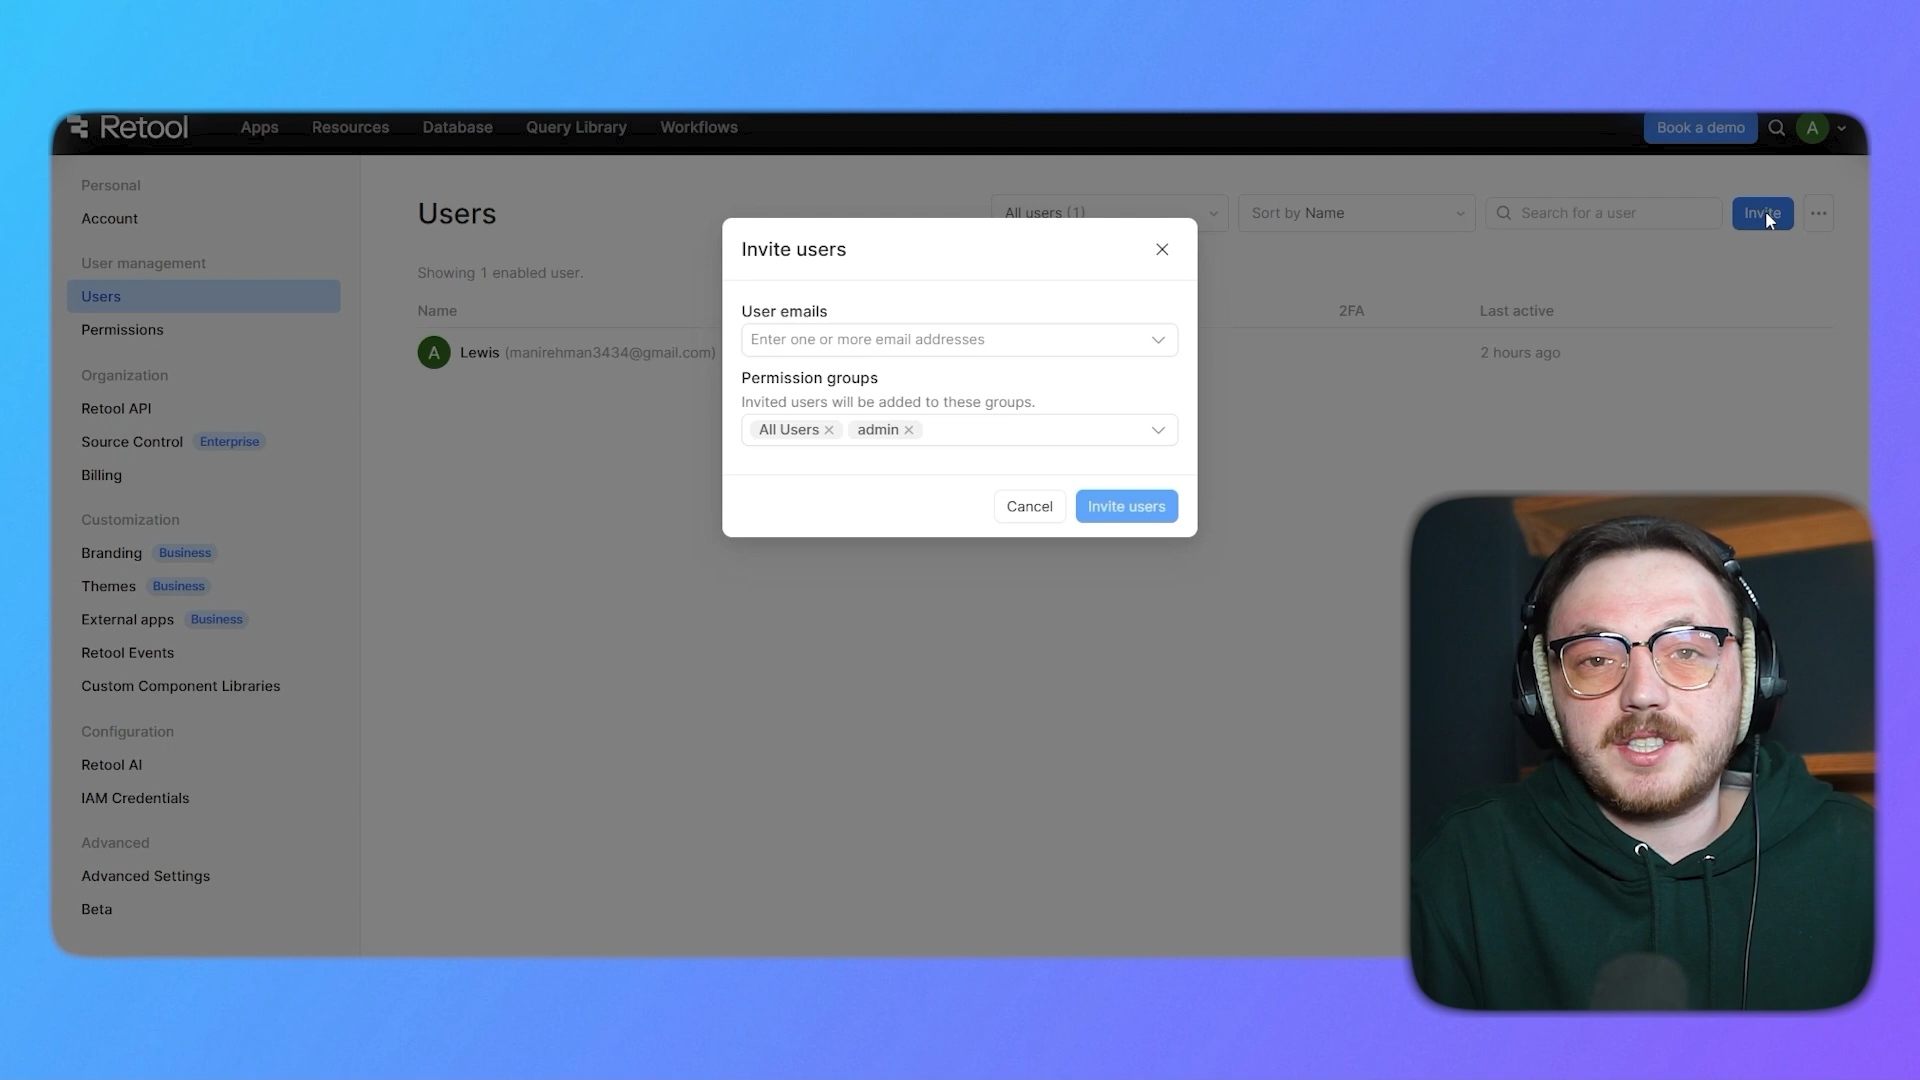 Retool
Apps
Resources
Database
Query Library
Workflows
Book a demo
A
Personal
Account
User management
Users
Permissions
Organization
Retool API
Source Control Enterprise
Billing
Customization
Branding Business
Themes Business
External apps Business
Retool Events
Custom Component Libraries
Configuration
Retool AI
IAM Credentials
Advanced
Advanced Settings
Beta
Users
All users (1)
Sort by Name
Search for a user
Invite
Showing 1 enabled user.
Name
2FA
Last active
A
Lewis (manirehman3434@gmail.com)
2 hours ago
Invite users
User emails
Enter one or more email addresses
Permission groups
Invited users will be added to these groups.
All Users
admin
Cancel
Invite users